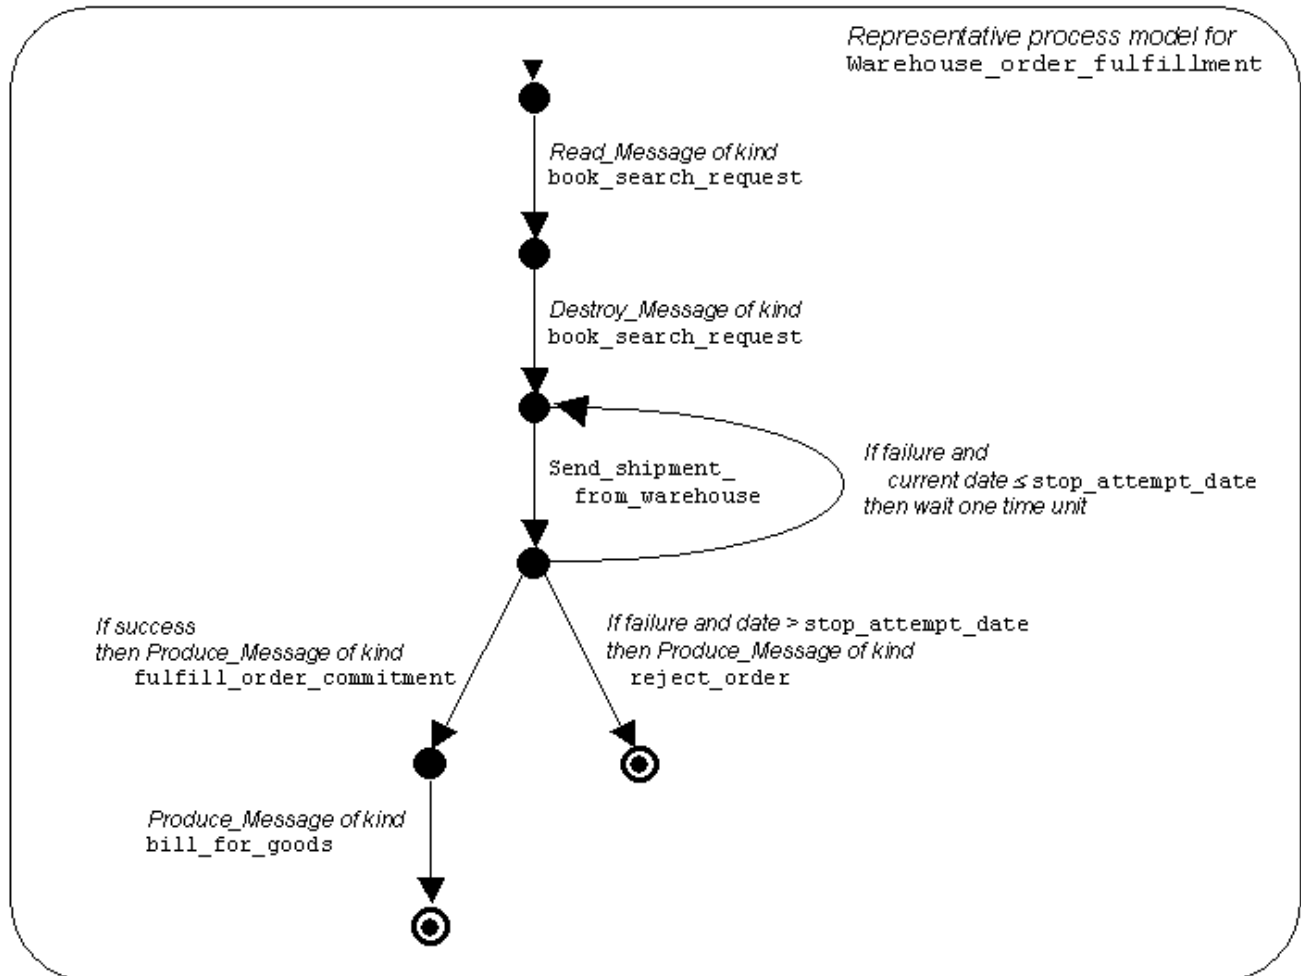 Representative process model for
Warehouse_order_fulfillment
Read_Message of kind
book_search_request
Destroy_Message of kind
book_search_request
Send_shipment_
from_warehouse
If failure and
current date ≤ stop_attempt_date
then wait one time unit
If success
then Produce_Message of kind
fulfill_order_commitment
If failure and date > stop_attempt_date
then Produce_Message of kind
reject_order
Produce_Message of kind
bill_for_goods